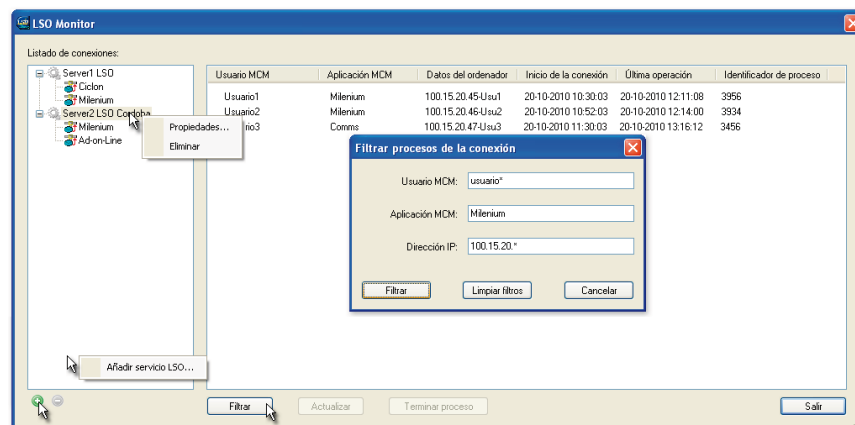 LSO Monitor
Listado de conexiones:
Server1 LSO
Ciclon
Milenium
Server2 LSO Cordoba
Milenium
Ad-on-Line
Propiedades...
Eliminar
Añadir servicio LSO...
Usuario MCM Aplicación MCM Datos del ordenador Inicio de la conexión Última operación Identificador de proceso
Usuario1 Milenium 100.15.20.45-Usu1 20-10-2010 10:30:03 20-10-2010 12:11:08 3956
Usuario2 Milenium 100.15.20.46-Usu2 20-10-2010 10:52:03 20-10-2010 12:14:00 3934
rio3 Comms 100.15.20.47-Usu3 20-10-2010 11:30:03 20-10-2010 13:16:12 3456
Filtrar procesos de la conexión
Usuario MCM: usuario*
Aplicación MCM: Milenium
Dirección IP: 100.15.20.*
Filtrar Limpiar filtros Cancelar
Filtrar Actualizar Terminar proceso Salir